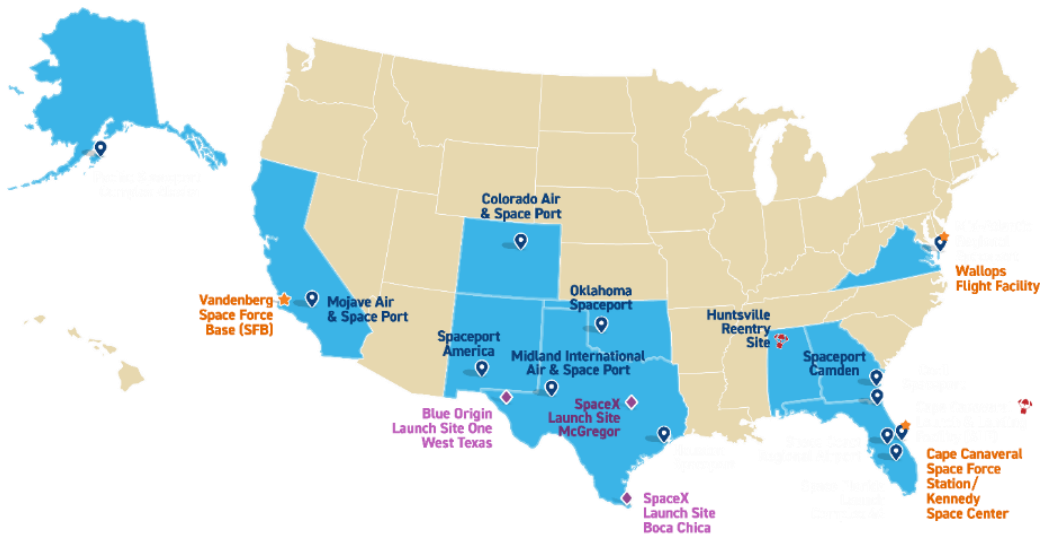 Colorado Air
& Space Port
Vandenberg
Space Force
Base (SFB)
Mojave Air
& Space Port
Oklahoma
Spaceport
Spaceport
America
Midland International
Air & Space Port
Blue Origin
Launch Site One
West Texas
SpaceX
Launch Site
McGregor
SpaceX
Launch Site
Boca Chica
Huntsville
Reentry
Site
Spaceport
Camden
Wallops
Flight Facility
Cape Canaveral
Space Force
Station/
Kennedy
Space Center